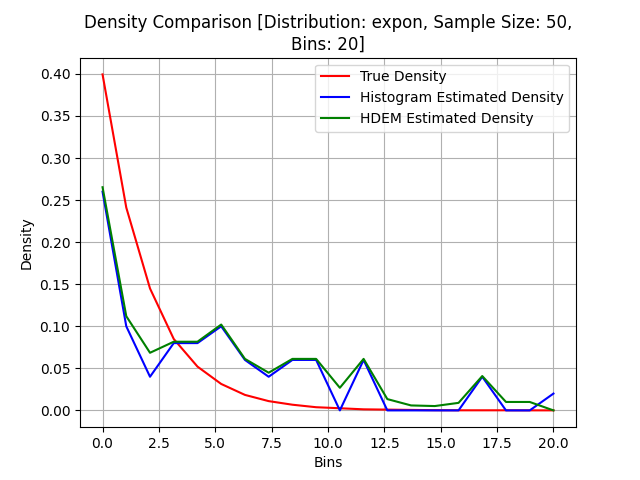 Density Comparison [Distribution: expon, Sample Size: 50,
Bins: 20]
True Density
Histogram Estimated Density
HDEM Estimated Density
Density
0.40
0.35
0.30
0.25
0.20
0.15
0.10
0.05
0.00
0.0 2.5 5.0 7.5 10.0 12.5 15.0 17.5 20.0
Bins